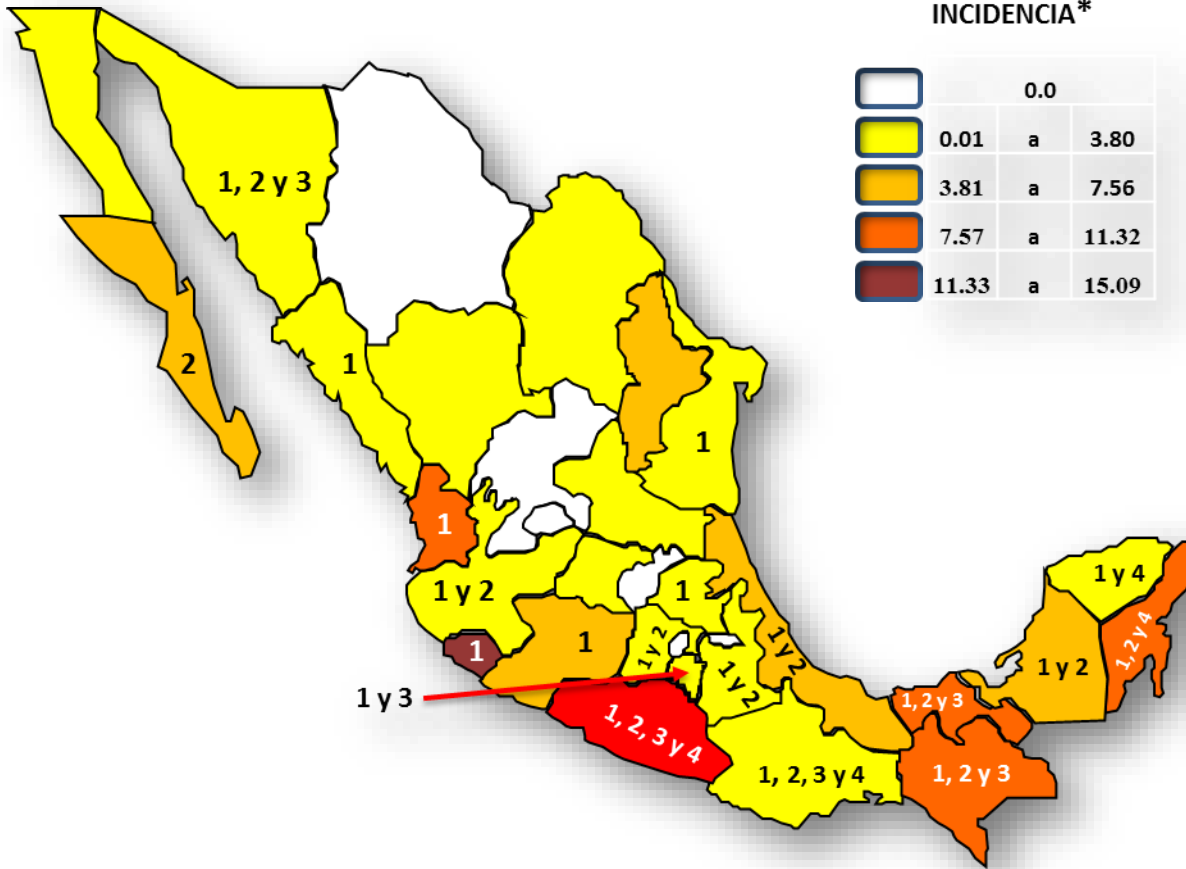 INCIDENCIA*
0.0
0.01 a 3.80
3.81 a 7.56
7.57 a 11.32
11.33 a 15.09
1, 2 y 3
2
1
1
1
1 y 2
1
1
1
1 y 2
1 y 2
1 y 2
1 y 3
1, 2, 3 y 4
1, 2, 3 y 4
1, 2 y 3
1, 2 y 3
1 y 2
1 y 4
1, 2 y 4